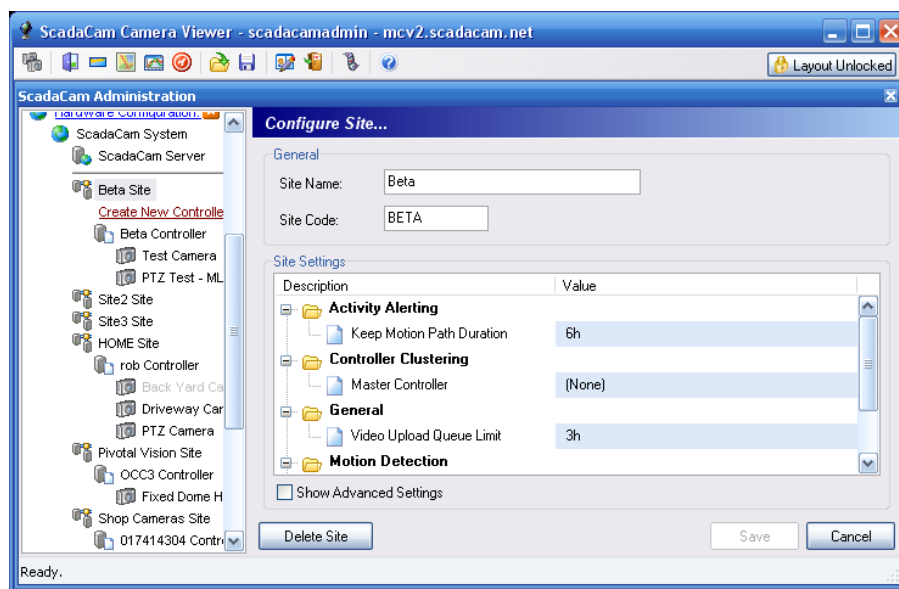 ScadaCam Camera Viewer - scadacamadmin - mcv2.scadacam.net
Layout Unlocked
ScadaCam Administration
Hardware Configuration:
ScadaCam System
ScadaCam Server
Beta Site
Create New Controlle
Beta Controller
Test Camera
PTZ Test - ML
Site2 Site
Site3 Site
HOME Site
rob Controller
Back Yard Ca
Driveway Car
PTZ Camera
Pivotal Vision Site
OCC3 Controller
Fixed Dome H
Shop Cameras Site
017414304 Contr
Configure Site...
General
Site Name: Beta
Site Code: BETA
Site Settings
Description Value
Activity Alerting
Keep Motion Path Duration 6h
Controller Clustering
Master Controller (None)
General
Video Upload Queue Limit 3h
Motion Detection
Show Advanced Settings
Delete Site Save Cancel
Ready.